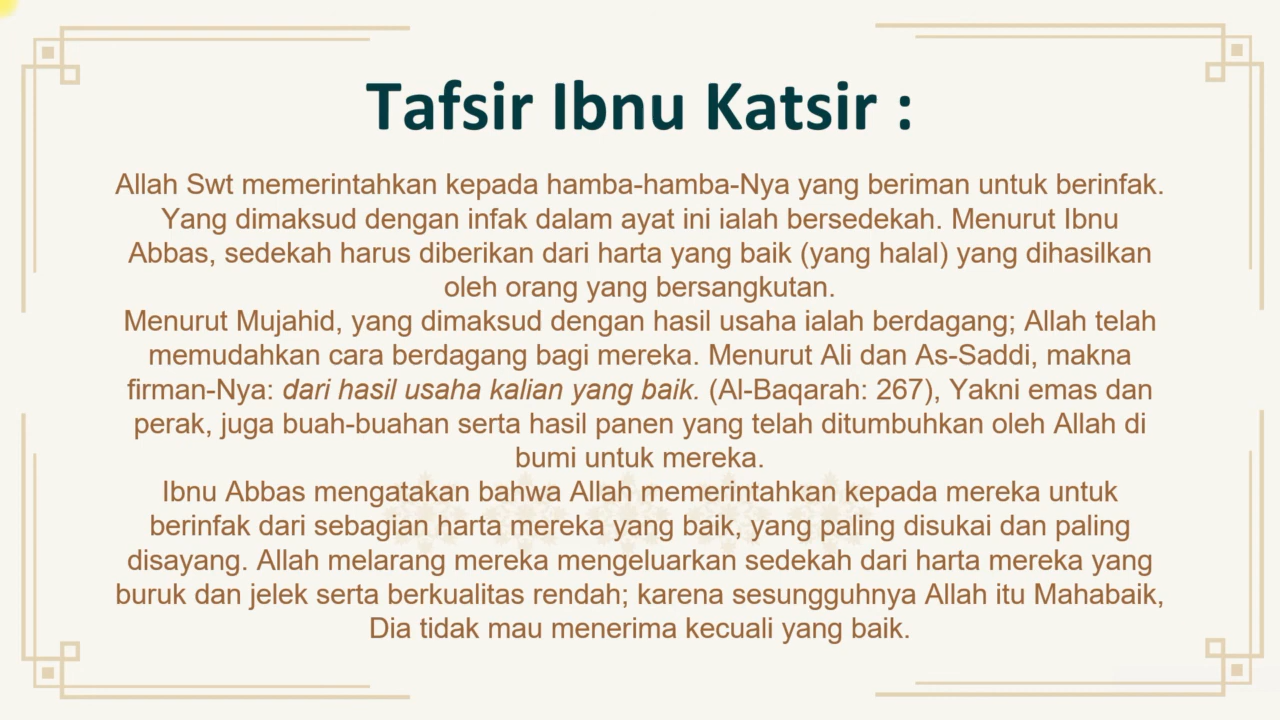 Tafsir Ibnu Katsir :
Allah Swt memerintahkan kepada hamba-hamba-Nya yang beriman untuk berinfak.
Yang dimaksud dengan infak dalam ayat ini ialah bersedekah. Menurut Ibnu
Abbas, sedekah harus diberikan dari harta yang baik (yang halal) yang dihasilkan
oleh orang yang bersangkutan.
Menurut Mujahid, yang dimaksud dengan hasil usaha ialah berdagang; Allah telah
memudahkan cara berdagang bagi mereka. Menurut Ali dan As-Saddi, makna
firman-Nya: dari hasil usaha kalian yang baik. (Al-Baqarah: 267), Yakni emas dan
perak, juga buah-buahan serta hasil panen yang telah ditumbuhkan oleh Allah di
bumi untuk mereka.
Ibnu Abbas mengatakan bahwa Allah memerintahkan kepada mereka untuk
berinfak dari sebagian harta mereka yang baik, yang paling disukai dan paling
disayang. Allah melarang mereka mengeluarkan sedekah dari harta mereka yang
buruk dan jelek serta berkualitas rendah; karena sesungguhnya Allah itu Mahabaik,
Dia tidak mau menerima kecuali yang baik.